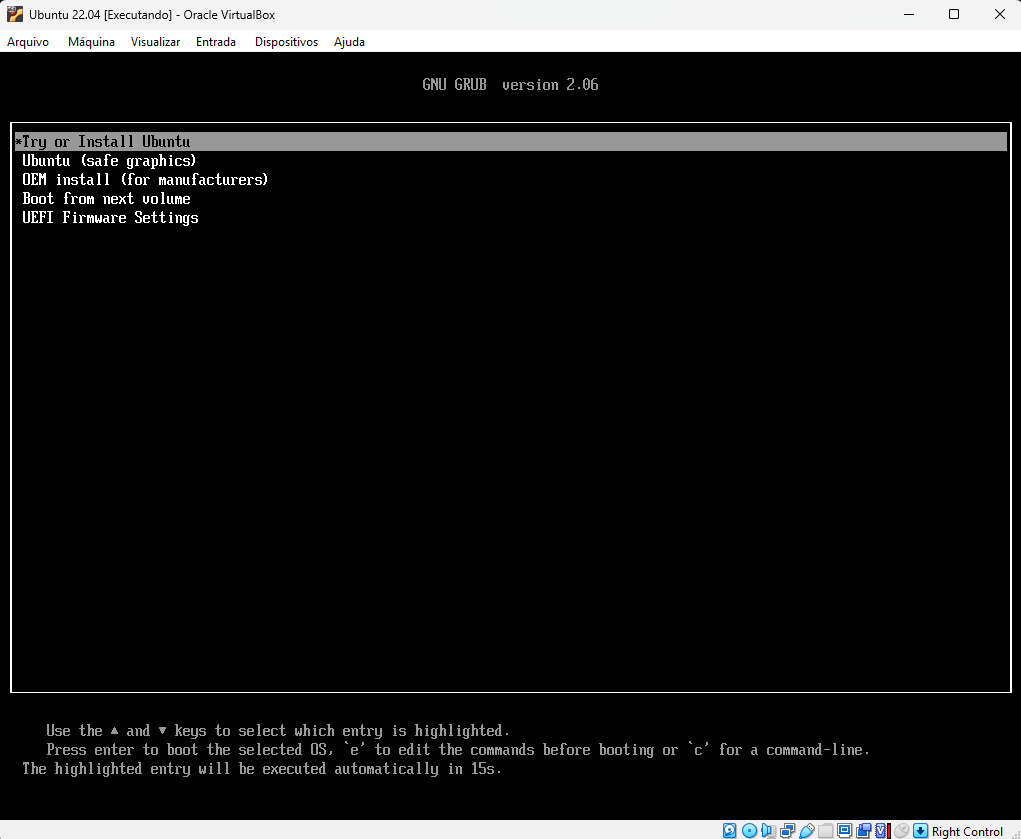 Ubuntu 22.04 [Executando] - Oracle VirtualBox
Arquivo Máquina Visualizar Entrada Dispositivos Ajuda
GNU GRUB version 2.06
*Try or Install Ubuntu
Ubuntu (safe graphics)
OEM install (for manufacturers)
Boot from next volume
UEFI Firmware Settings
Use the ▲ and ▼ keys to select which entry is highlighted.
Press enter to boot the selected OS, `e' to edit the commands before booting or `c' for a command-line.
The highlighted entry will be executed automatically in 15s.
Right Control